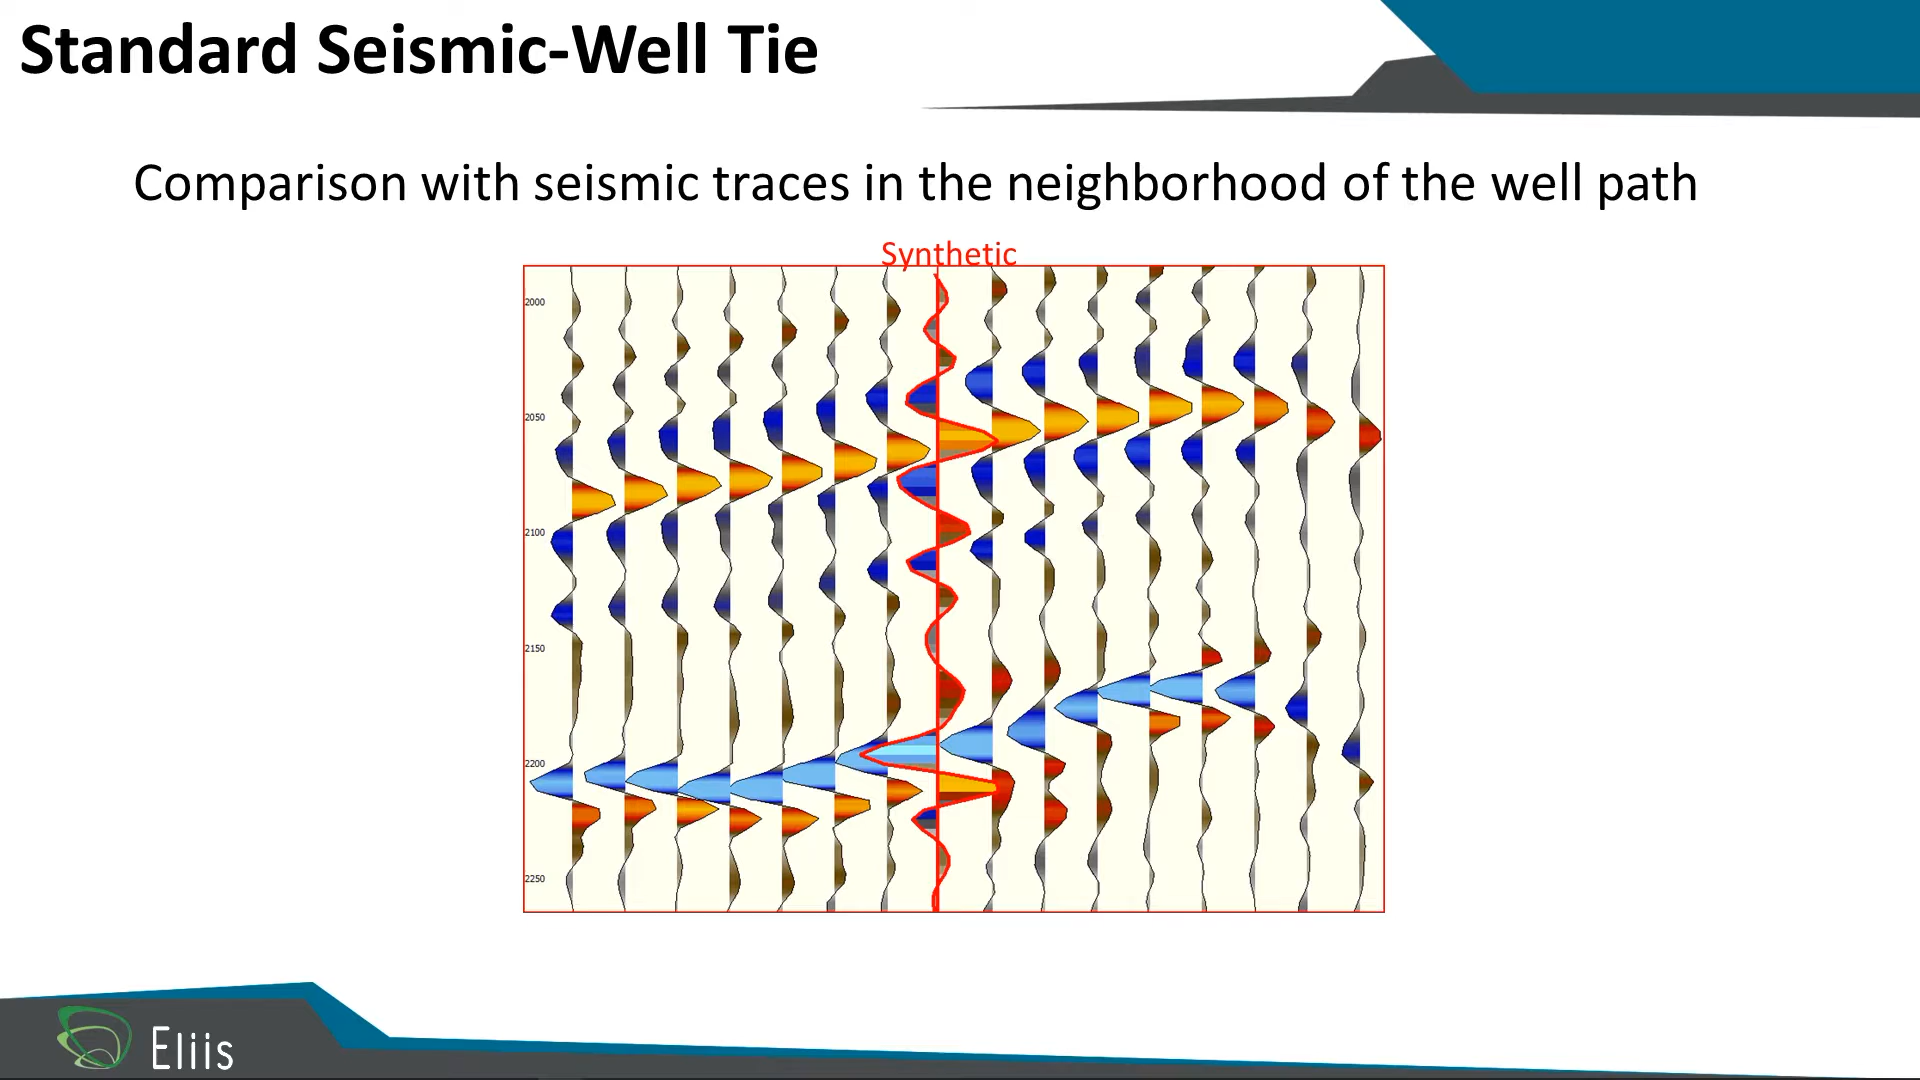 Standard Seismic-Well Tie
Comparison with seismic traces in the neighborhood of the well path
Synthetic
2000
2050
2100
2150
2200
2250
Eliis